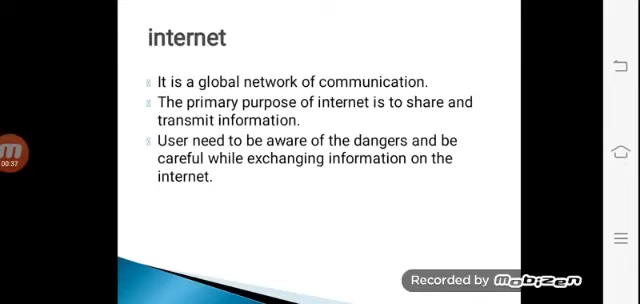 internet
It is a global network of communication.
The primary purpose of internet is to share and
transmit information.
User need to be aware of the dangers and be
careful while exchanging information on the
internet.
00:37
Recorded by mobizen